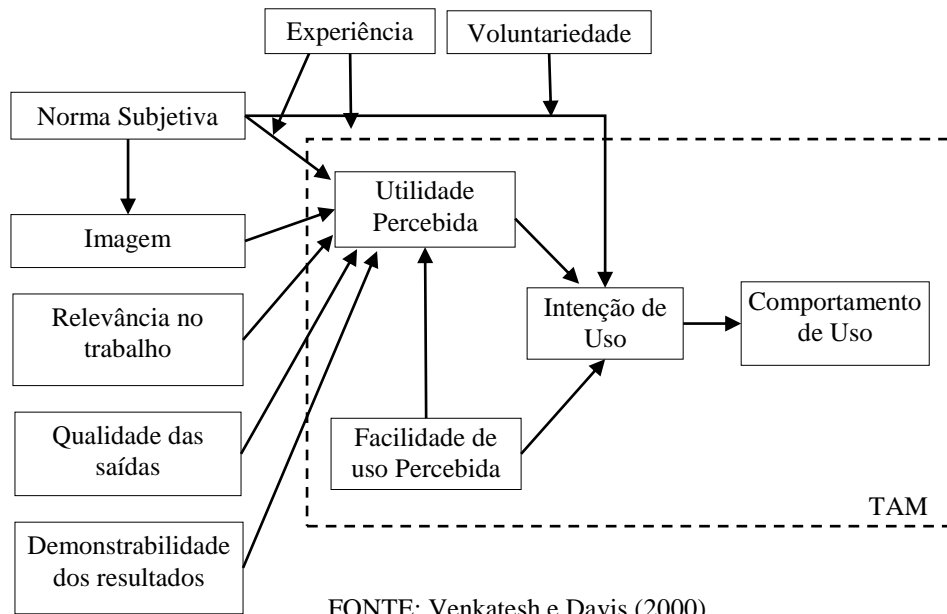 Experiência
Voluntariedade
Norma Subjetiva
Utilidade
Percebida
Imagem
Relevância no
trabalho
Intenção de
Uso
Comportamento
de Uso
Qualidade das
saídas
Facilidade de
uso Percebida
TAM
Demonstrabilidade
dos resultados
FONTE: Venkatesh e Davis (2000)